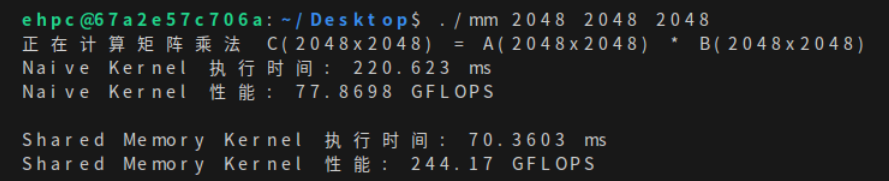 ehpc@67a2e57c706a:~/Desktop$ ./mm 2048 2048 2048
正在计算矩阵乘法 C(2048x2048) = A(2048x2048) * B(2048x2048)
Naive Kernel 执行时间: 220.623 ms
Naive Kernel 性能: 77.8698 GFLOPS
Shared Memory Kernel 执行时间: 70.3603 ms
Shared Memory Kernel 性能: 244.17 GFLOPS